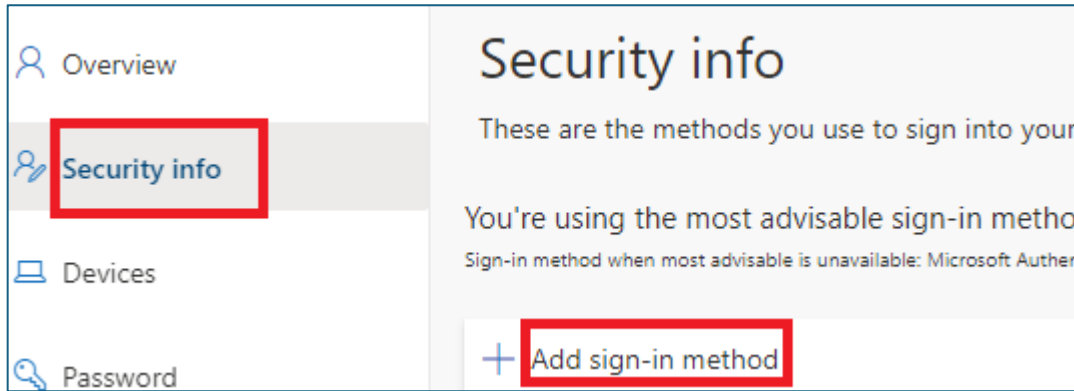 Overview
Security info
Devices
Password
Security info
These are the methods you use to sign into your
You're using the most advisable sign-in metho
Sign-in method when most advisable is unavailable: Microsoft Authe
Add sign-in method